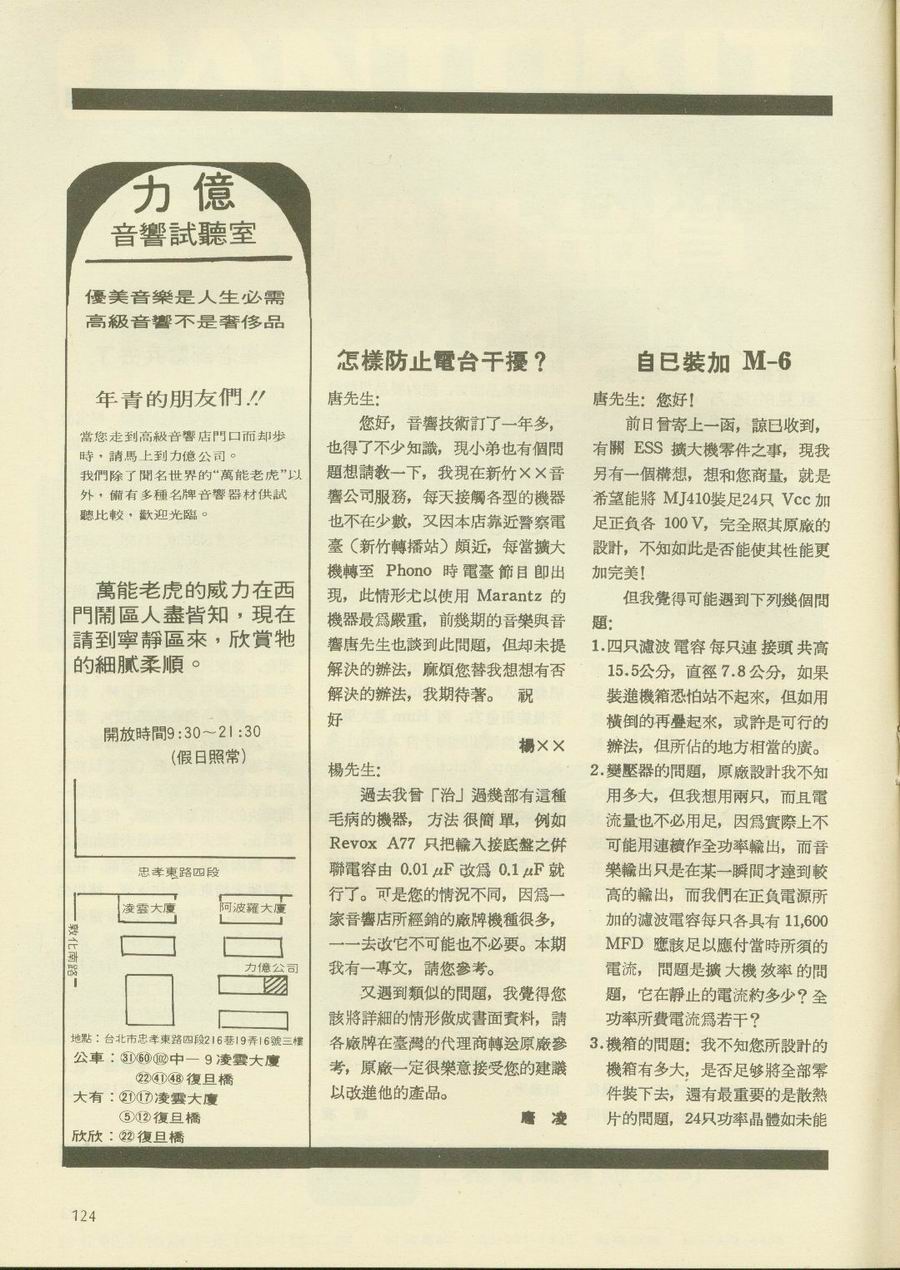 力億
音響試聽室
優美音樂是人生必需
高級音響不是奢侈品
年青的朋友們!!
當您走到高級音響店門口而却步
時，請馬上到力億公司。
我們除了聞名世界的“萬能老虎”以
外，備有多種名牌音響器材供試
聽比較，歡迎光臨。
萬能老虎的威力在西
門鬧區人盡皆知，現在
請到寧靜區來，欣賞牠
的細膩柔順。
開放時間9:30～21:30
(假日照常)
忠孝東路四段
凌雲大廈
阿波羅大廈
敦化南路
力億公司
地點：台北市忠孝東路四段216巷19弄16號三樓
公車：㉛60102中一9凌雲大廈
㉒㊶㊽復旦橋
大有：㉑⑰凌雲大廈
⑤⑫復旦橋
欣欣：㉒復旦橋
怎樣防止電台干擾？
唐先生:
您好，音響技術訂了一年多，
也得了不少知識，現小弟也有個問
題想請教一下，我現在新竹××音
響公司服務，每天接觸各型的機器
也不在少數，又因本店靠近警察電
臺（新竹轉播站）頗近，每當擴大
機轉至 Phono 時電臺節目卽出
現，此情形尤以使用 Marantz 的
機器最爲嚴重，前幾期的音樂與音
響唐先生也談到此問題，但却未提
解決的辦法，麻煩您替我想想有否
解決的辦法，我期待著。 祝
好
楊××
楊先生:
過去我曾「治」過幾部有這種
毛病的機器，方法很簡單，例如
Revox A77 只把輸入接底盤之倂
聯電容由 0.01 μF 改爲 0.1 μF 就
行了。可是您的情況不同，因爲一
家音響店所經銷的廠牌機種很多，
一一去改它不可能也不必要。本期
我有一專文，請您參考。
又遇到類似的問題，我覺得您
該將詳細的情形做成書面資料，請
各廠牌在臺灣的代理商轉送原廠參
考，原廠一定很樂意接受您的建議
以改進他的產品。
唐 凌
自已裝加 M-6
唐先生: 您好!
前日曾寄上一函，諒已收到，
有關 ESS 擴大機零件之事，現我
另有一個構想，想和您商量，就是
希望能將 MJ410裝足24只 Vcc 加
足正負各 100 V，完全照其原廠的
設計，不知如此是否能使其性能更
加完美!
但我覺得可能遇到下列幾個問
題:
1.四只濾波電容每只連接頭共高
15.5公分，直徑 7.8 公分，如果
裝進機箱恐怕站不起來，但如用
橫倒的再疊起來，或許是可行的
辦法，但所佔的地方相當的廣。
2.變壓器的問題，原廠設計我不知
用多大，但我想用兩只，而且電
流量也不必用足，因爲實際上不
可能用連續作全功率輸出，而音
樂輸出只是在某一瞬間才達到較
高的輸出，而我們在正負電源所
加的濾波電容每只各具有 11,600
MFD 應該足以應付當時所須的
電流，問題是擴大機效率的問
題，它在靜止的電流約多少？全
功率所費電流爲若干？
3.機箱的問題: 我不知您所設計的
機箱有多大，是否足够將全部零
件裝下去，還有最重要的是散熱
片的問題，24只功率晶體如未能
124